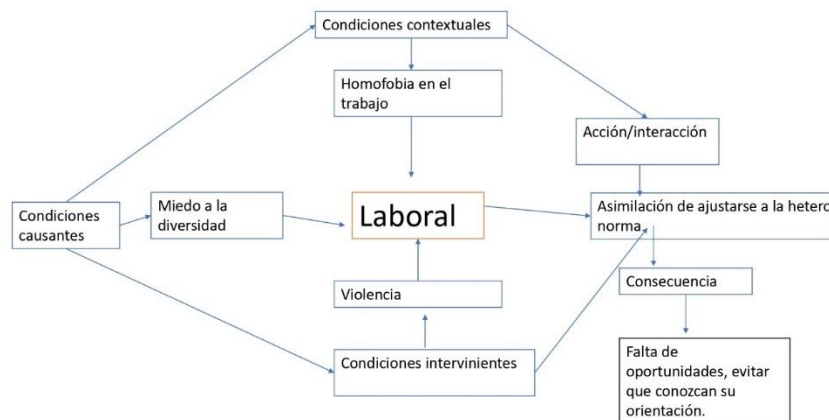 Condiciones contextuales
Homofobia en el
trabajo
Acción/interacción
Condiciones
causantes
Miedo a la
diversidad
Laboral
Asimilación de ajustarse a la hetero
norma
Violencia
Consecuencia
Condiciones intervinientes
Falta de
oportunidades, evitar
que conozcan su
orientación.